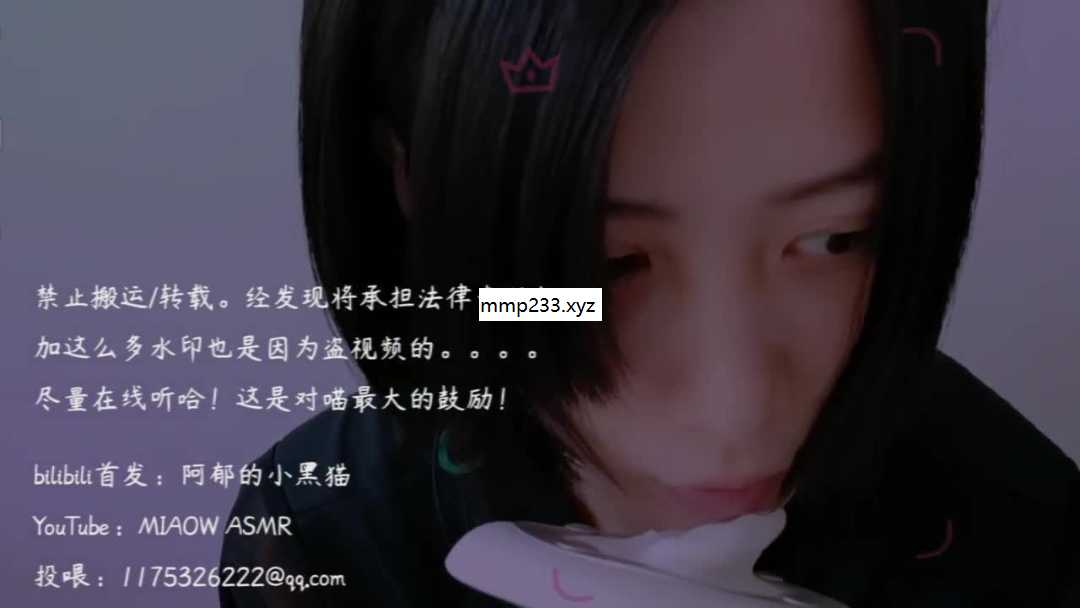 禁止搬运/转载。经发现将承担法律
mmp233.xyz
加这么多水印也是因为盗视频的。。。。
尽量在线听哈！这是对喵最大的鼓励！
bilibili首发：阿郁的小黑猫
YouTube：MIAOW ASMR
投喂：1175326222@qq.com